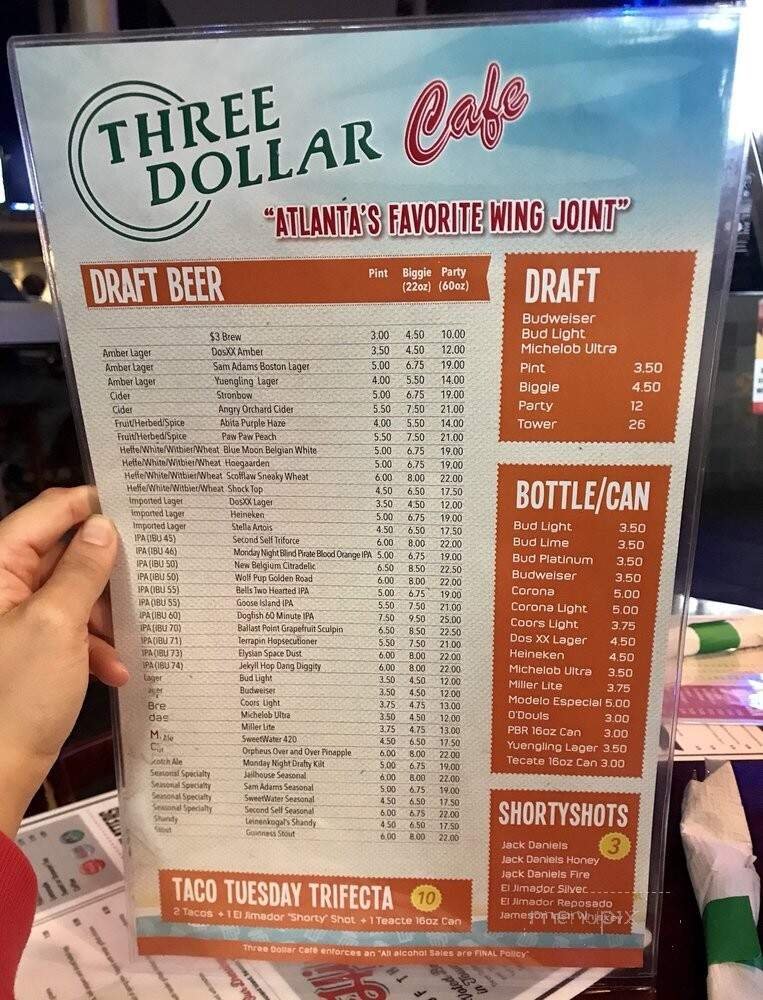 THREE
DOLLAR
Cafe
"ATLANTA'S FAVORITE WING JOINT"
DRAFT BEER Pint Biggie (22oz) Party (60oz)
$3 Brew 3.00 4.50 10.00
Amber Lager DosXX Amber 3.50 4.50 12.00
Amber Lager Sam Adams Boston Lager 5.00 6.75 19.00
Amber Lager Yuengling Lager 4.00 5.50 14.00
Cider Stronbow 5.00 6.75 19.00
Cider Angry Orchard Cider 5.50 7.50 21.00
Fruit/Herbed/Spice Abita Purple Haze 4.00 5.50 14.00
Fruit/Herbed/Spice Paw Paw Peach 5.50 7.50 21.00
Heffe/White/Witbier/Wheat Blue Moon Belgian White 5.00 6.75 19.00
Heffe/White/Witbier/Wheat Hoegaarden 5.00 6.75 19.00
Heffe/White/Witbier/Wheat Scofflaw Sneaky Wheat 6.00 8.00 22.00
Heffe/White/Witbier/Wheat Shock Top 4.50 6.50 17.50
Imported Lager DosXX Lager 3.50 4.50 12.00
Imported Lager Heineken 5.00 6.75 19.00
Imported Lager Stella Artois 4.50 6.50 17.50
IPA (IBU 45) Second Self Triforce 6.00 8.00 22.00
IPA (IBU 46) Monday Night Blind Pirate Blood Orange IPA 5.00 6.75 19.00
IPA (IBU 50) New Belgium Citradelic 6.50 8.50 22.50
IPA (IBU 50) Wolf Pup Golden Road 6.00 8.00 22.00
IPA (IBU 55) Bells Two Hearted IPA 5.00 6.75 19.00
IPA (IBU 55) Goose Island IPA 5.50 7.50 21.00
IPA (IBU 60) Dogfish 60 Minute IPA 7.50 9.50 25.00
IPA (IBU 70) Ballast Point Grapefruit Sculpin 6.50 8.50 22.50
IPA (IBU 71) Terrapin Hopsecutioner 5.50 7.50 21.00
IPA (IBU 73) Elysian Space Dust 6.00 8.00 22.00
IPA (IBU 74) Jekyll Hop Dang Diggity 6.00 8.00 22.00
Lager Bud Light 3.50 4.50 12.00
Budweiser 3.50 4.50 12.00
Coors Light 3.75 4.75 13.00
Michelob Ultra 3.50 4.50 12.00
Miller Lite 3.75 4.75 13.00
SweetWater 420 4.50 6.50 17.50
Orpheus Over and Over Pinapple 6.00 8.00 22.00
Scotch Ale Monday Night Drafty Kilt 5.00 6.75 19.00
Seasonal Specialty Jailhouse Seasonal 6.00 8.00 22.00
Seasonal Specialty Sam Adams Seasonal 5.00 6.75 19.00
Seasonal Specialty SweetWater Seasonal 4.50 6.50 17.50
Seasonal Specialty Second Self Seasonal 6.00 6.75 22.00
Shandy Leinenkogal's Shandy 4.50 6.50 17.50
Stout Guinness Stout 6.00 8.00 22.00
TACO TUESDAY TRIFECTA 10
2 Tacos + 1 El Jimador "Shorty" Shot + 1 Teacte 16oz Can
DRAFT
Budweiser
Bud Light
Michelob Ultra
Pint 3.50
Biggie 4.50
Party 12
Tower 26
BOTTLE/CAN
Bud Light 3.50
Bud Lime 3.50
Bud Platinum 3.50
Budweiser 3.50
Corona 5.00
Corona Light 5.00
Coors Light 3.75
Dos XX Lager 4.50
Heineken 4.50
Michelob Ultra 3.50
Miller Lite 3.75
Modelo Especial 5.00
O'Douls 3.00
PBR 16oz Can 3.00
Yuengling Lager 3.50
Tecate 16oz Can 3.00
SHORTYSHOTS
3
Jack Daniels
Jack Daniels Honey
Jack Daniels Fire
El Jimador Silver
El Jimador Reposado
Jameson Irish Whiskey
menupix
Three Dollar Café enforces an "All alcohol Sales are FINAL Policy"